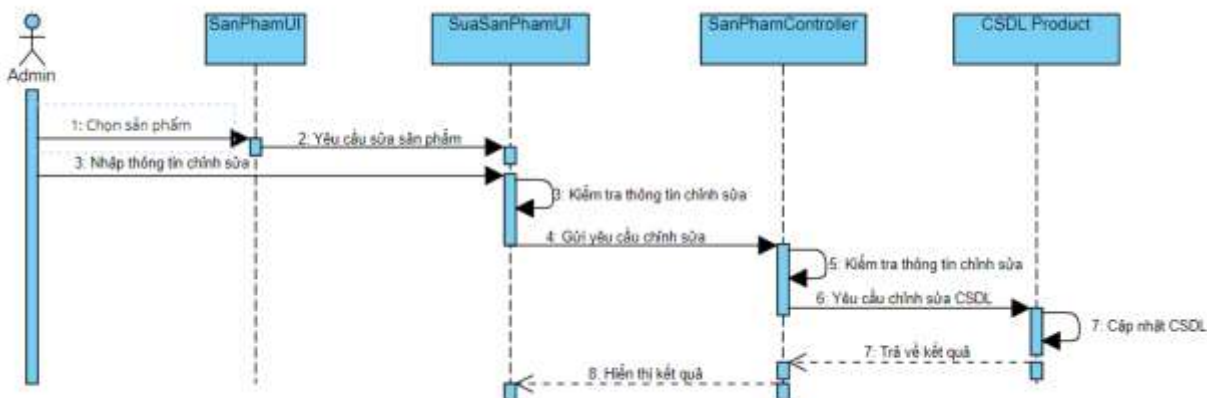 SanPhamUI
SuaSanPhamUI
SanPhamController
CSDL Product
Admin
1: Chọn sản phẩm
2: Yêu cầu sửa sản phẩm
3: Nhập thông tin chỉnh sửa
3: Kiểm tra thông tin chỉnh sửa
4: Gửi yêu cầu chỉnh sửa
5: Kiểm tra thông tin chỉnh sửa
6: Yêu cầu chỉnh sửa CSDL
7: Cập nhật CSDL
7: Trả về kết quả
8: Hiển thị kết quả